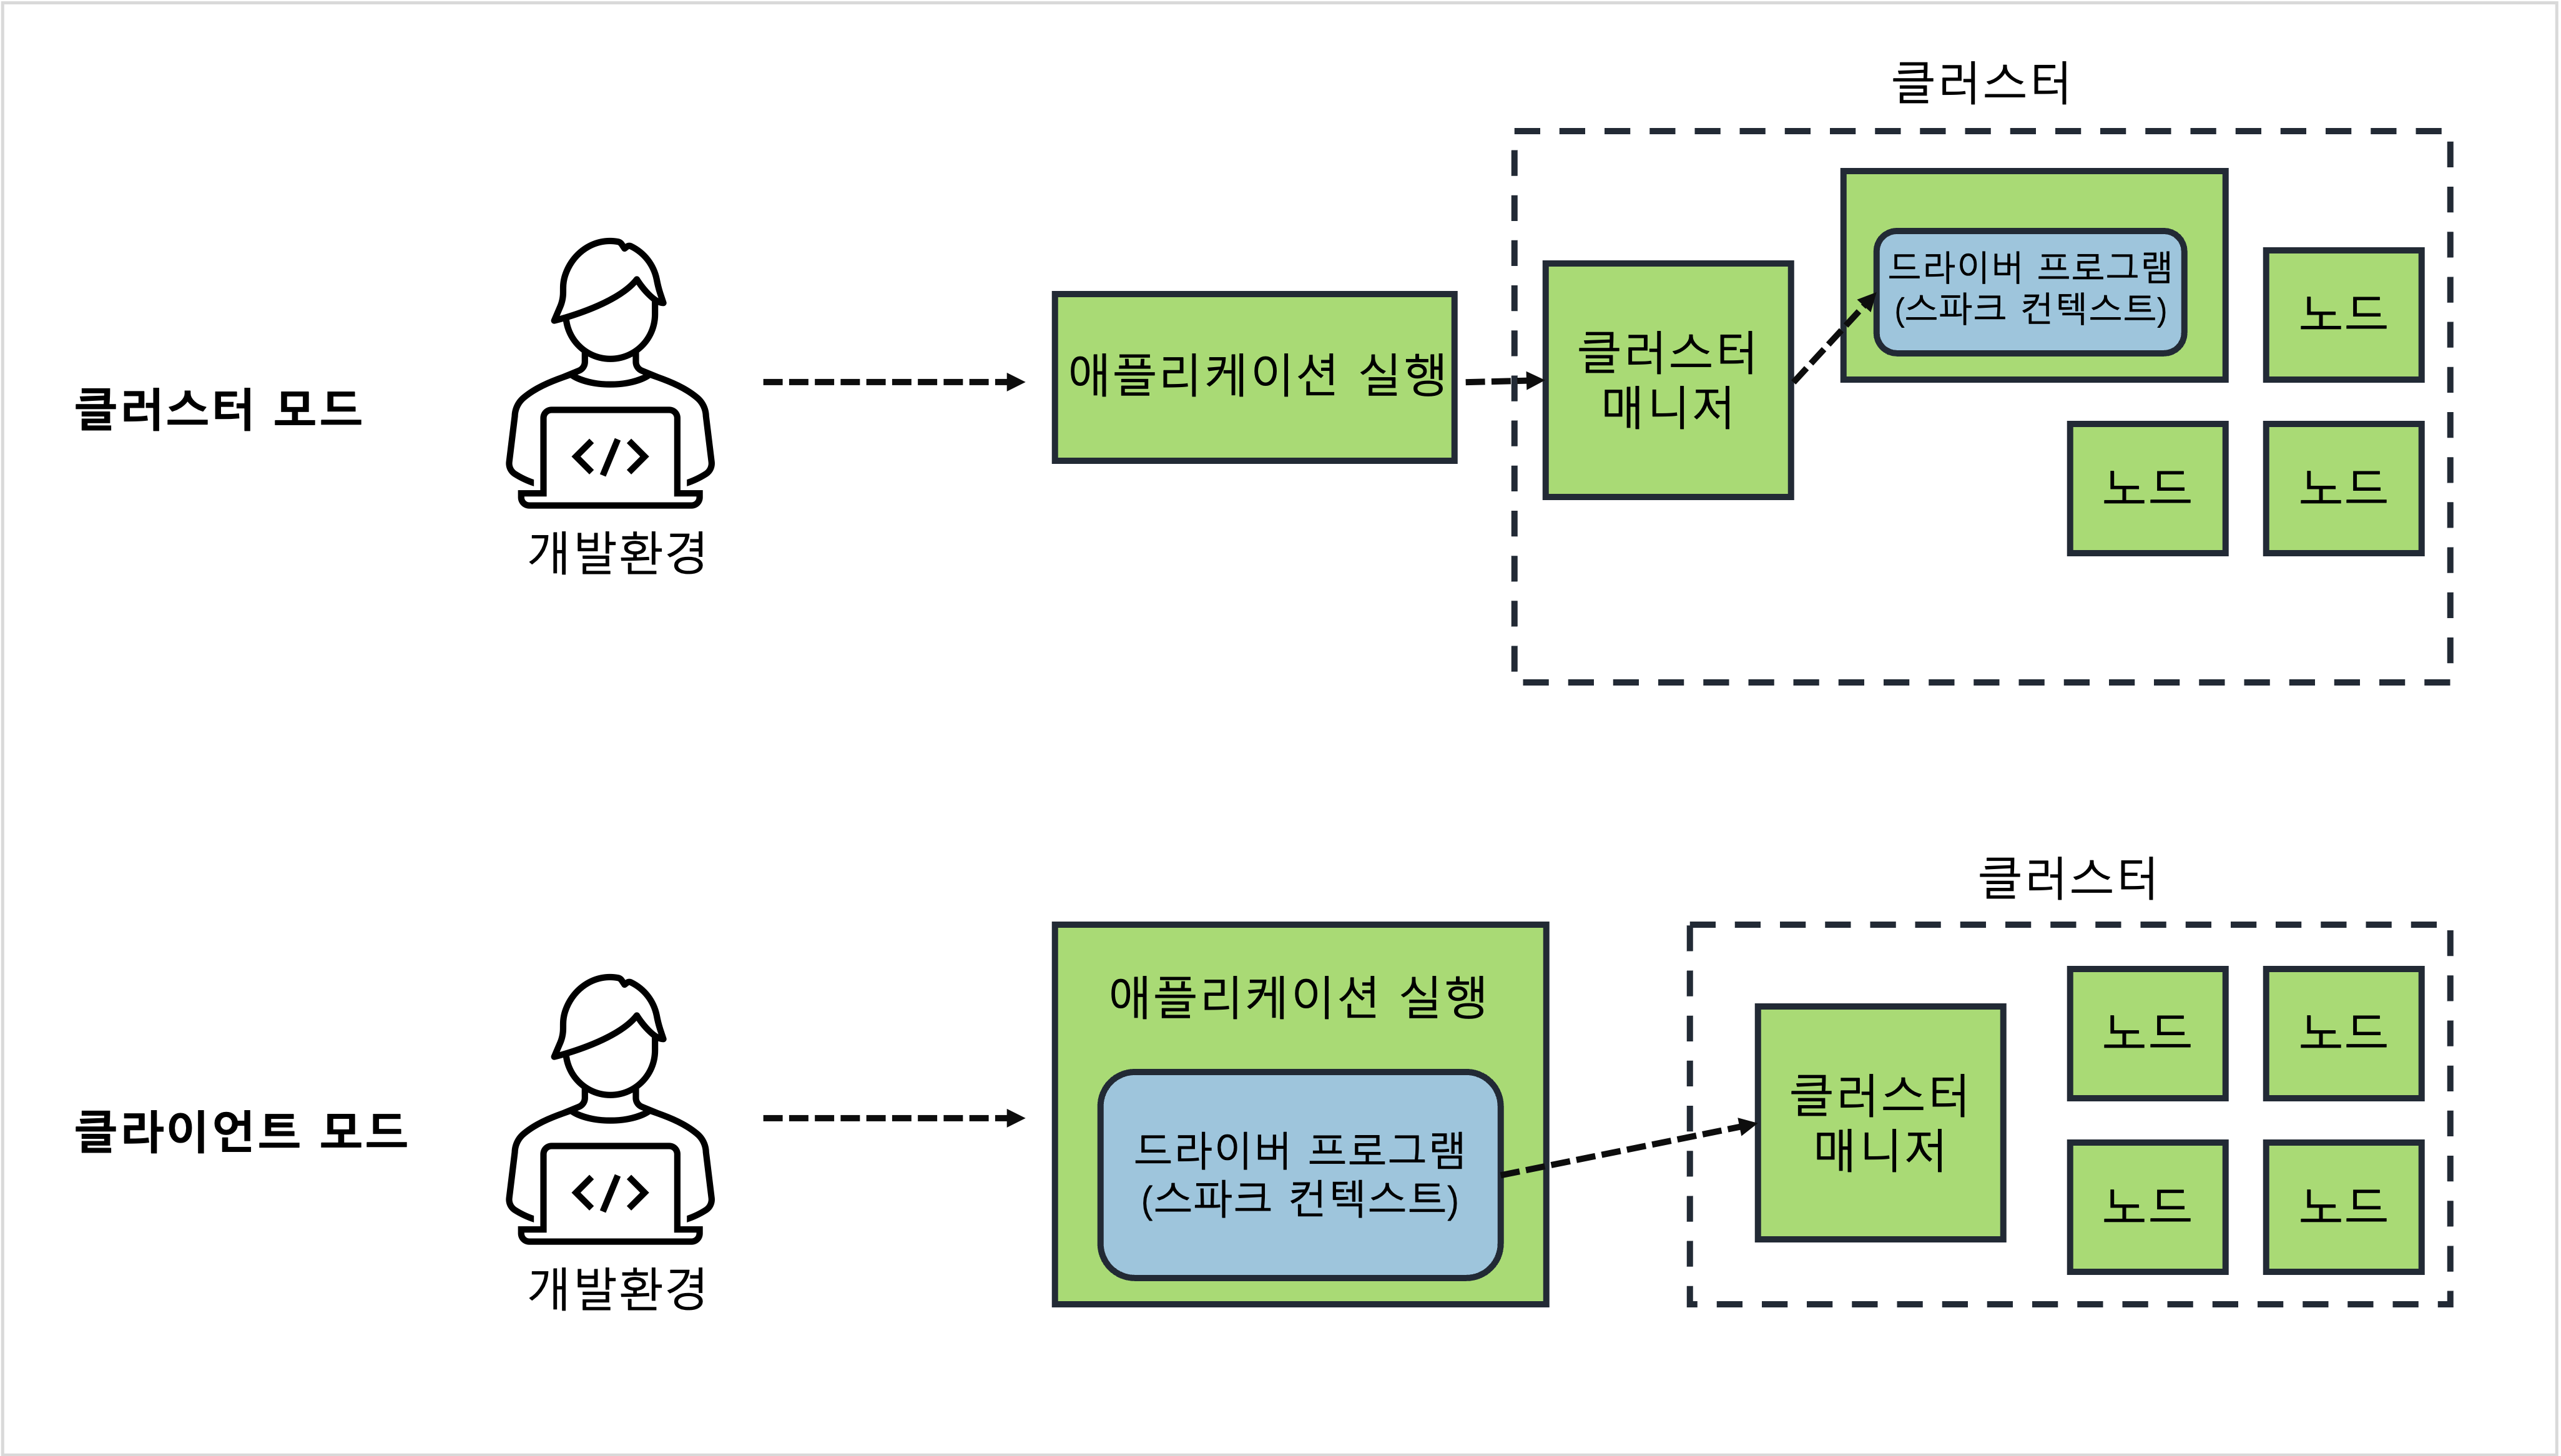 클러스터
클러스터 모드
개발환경
애플리케이션 실행
클러스터
매니저
드라이버 프로그램
(스파크 컨텍스트)
노드
노드
노드
클러스터
클라이언트 모드
개발환경
애플리케이션 실행
드라이버 프로그램
(스파크 컨텍스트)
클러스터
매니저
노드
노드
노드
노드